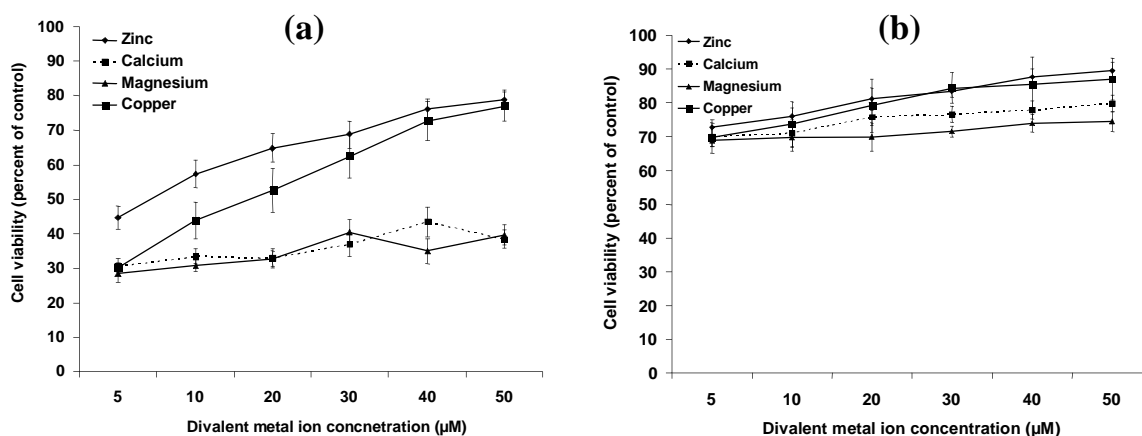 (a)
Zinc
Calcium
Magnesium
Copper
Cell viability (percent of control)
100
90
80
70
60
50
40
30
20
10
0
5 10 20 30 40 50
Divalent metal ion concnetration (µM)
(b)
Zinc
Calcium
Magnesium
Copper
Cell viability (percent of control)
100
90
80
70
60
50
40
30
20
10
0
5 10 20 30 40 50
Divalent metal ion concentration (µM)